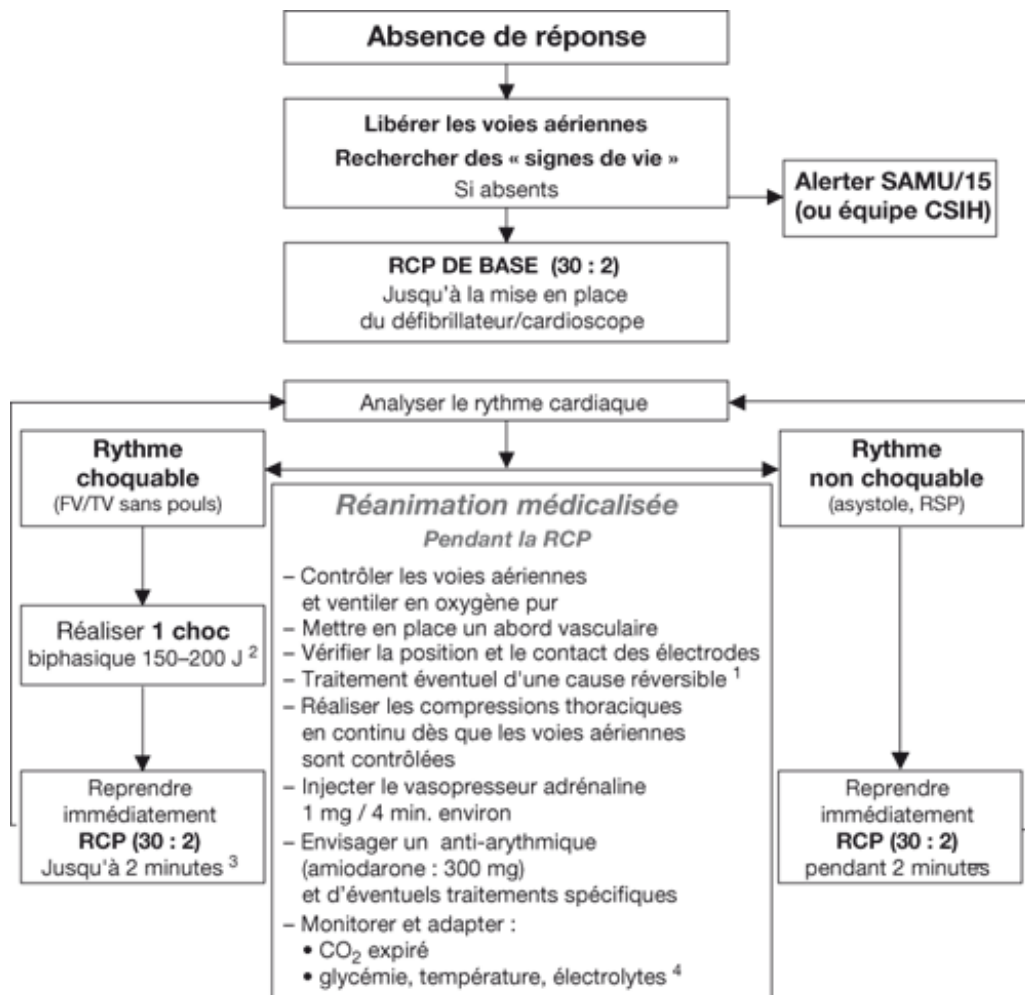 Absence de réponse
Libérer les voies aériennes
Rechercher des « signes de vie »
Si absents
Alerter SAMU/15
(ou équipe CSIH)
RCP DE BASE (30 : 2)
Jusqu'à la mise en place
du défibrillateur/cardioscope
Analyser le rythme cardiaque
Rythme
choquable
(FV/TV sans pouls)
Réaliser 1 choc
biphasique 150–200 J 2
Reprendre
immédiatement
RCP (30 : 2)
Jusqu'à 2 minutes 3
Réanimation médicalisée
Pendant la RCP
– Contrôler les voies aériennes
et ventiler en oxygène pur
– Mettre en place un abord vasculaire
– Vérifier la position et le contact des électrodes
– Traitement éventuel d'une cause réversible 1
– Réaliser les compressions thoraciques
en continu dès que les voies aériennes
sont contrôlées
– Injecter le vasopresseur adrénaline
1 mg / 4 min. environ
– Envisager un anti-arythmique
(amiodarone : 300 mg)
et d'éventuels traitements spécifiques
– Monitorer et adapter :
• CO2 expiré
• glycémie, température, électrolytes 4
Rythme
non choquable
(asystole, RSP)
Reprendre
immédiatement
RCP (30 : 2)
pendant 2 minutes